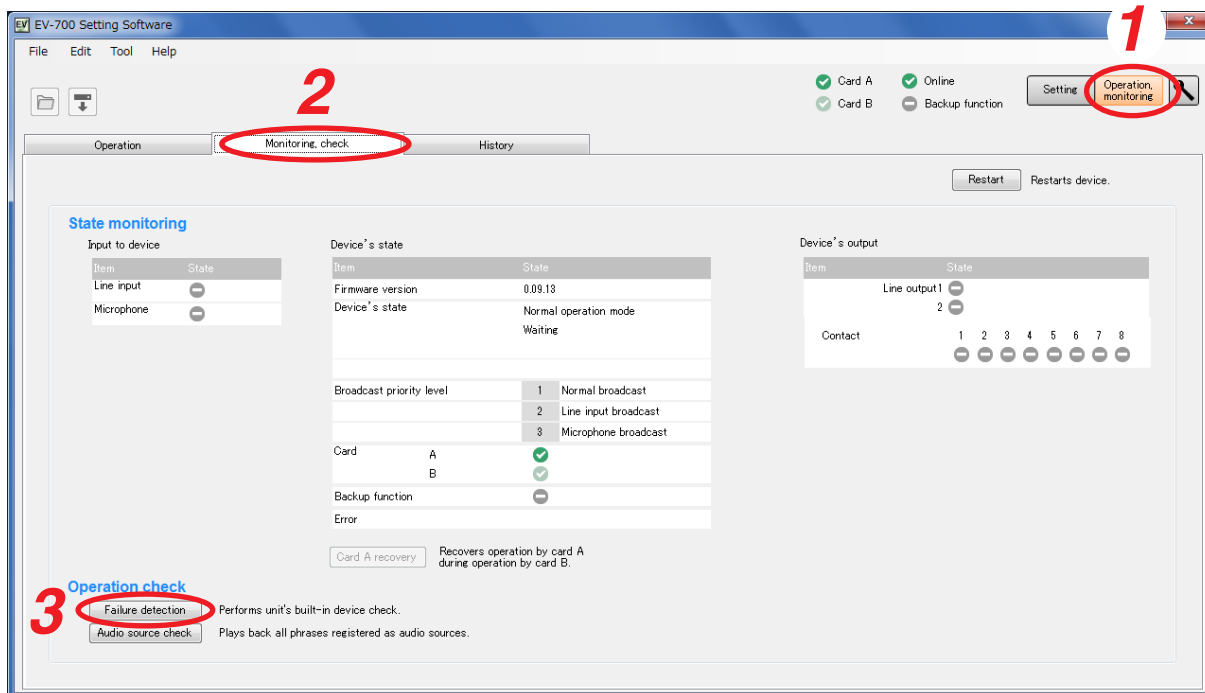 EV-700 Setting Software
1
File Edit Tool Help
2
Card A Online
Card B Backup function
Setting
Operation,
monitoring
Operation Monitoring, check History
Restart Restarts device.
State monitoring
Input to device
Item State
Line input
Microphone
Device's state
Item State
Firmware version 0.09.13
Device's state Normal operation mode
Waiting
Broadcast priority level 1 Normal broadcast
2 Line input broadcast
3 Microphone broadcast
Card A
B
Backup function
Error
Card A recovery
Recovers operation by card A
during operation by card B.
Device's output
Item State
Line output 1
2
Contact 1 2 3 4 5 6 7 8
Operation check
3
Failure detection Performs unit's built-in device check.
Audio source check Plays back all phrases registered as audio sources.